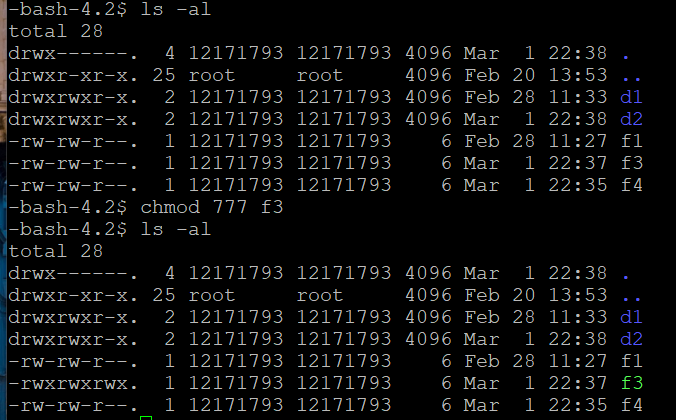 -bash-4.2$ ls -al
total 28
drwx------.  4 12171793 12171793 4096 Mar  1 22:38 .
drwxr-xr-x. 25 root     root     4096 Feb 20 13:53 ..
drwxrwxr-x.  2 12171793 12171793 4096 Feb 28 11:33 d1
drwxrwxr-x.  2 12171793 12171793 4096 Mar  1 22:38 d2
-rw-rw-r--.  1 12171793 12171793    6 Feb 28 11:27 f1
-rw-rw-r--.  1 12171793 12171793    6 Mar  1 22:37 f3
-rw-rw-r--.  1 12171793 12171793    6 Mar  1 22:35 f4
-bash-4.2$ chmod 777 f3
-bash-4.2$ ls -al
total 28
drwx------.  4 12171793 12171793 4096 Mar  1 22:38 .
drwxr-xr-x. 25 root     root     4096 Feb 20 13:53 ..
drwxrwxr-x.  2 12171793 12171793 4096 Feb 28 11:33 d1
drwxrwxr-x.  2 12171793 12171793 4096 Mar  1 22:38 d2
-rw-rw-r--.  1 12171793 12171793    6 Feb 28 11:27 f1
-rwxrwxrwx.  1 12171793 12171793    6 Mar  1 22:37 f3
-rw-rw-r--.  1 12171793 12171793    6 Mar  1 22:35 f4